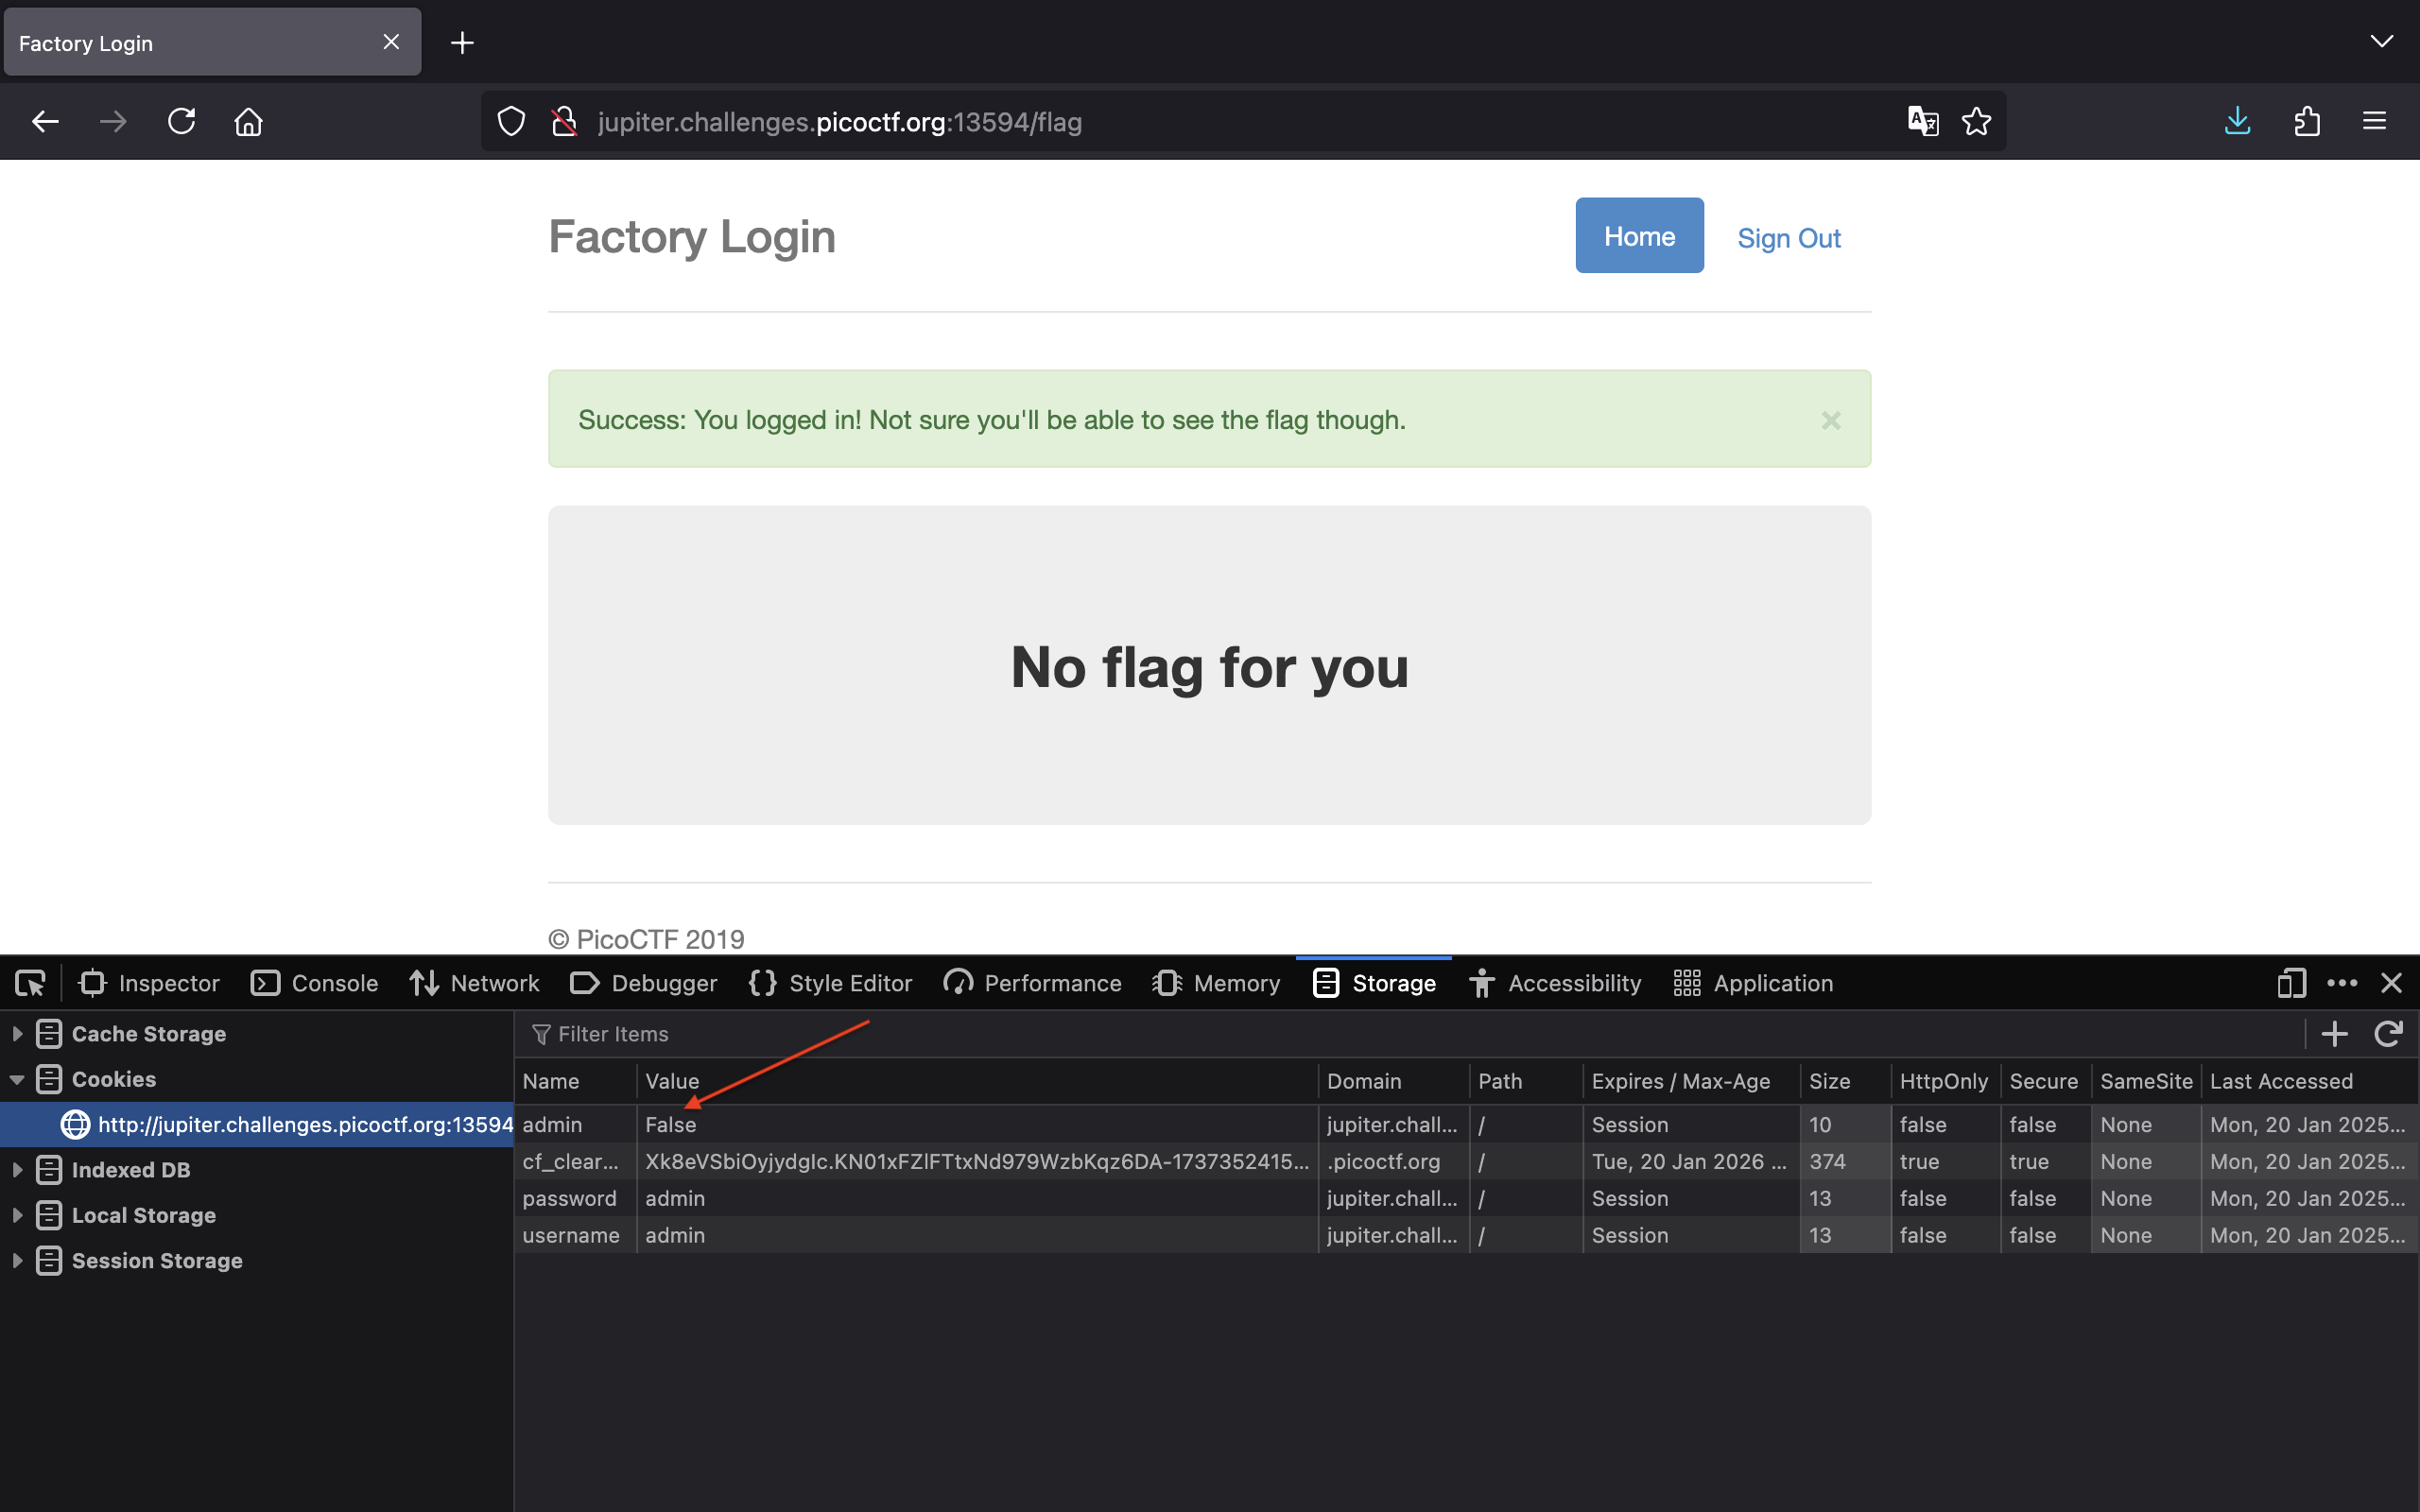 Factory Login
jupiter.challenges.picoctf.org:13594/flag
Factory Login
Home
Sign Out
Success: You logged in! Not sure you'll be able to see the flag though.
×
No flag for you
© PicoCTF 2019
Inspector Console Network Debugger Style Editor Performance Memory Storage Accessibility Application
Cache Storage
Cookies
http://jupiter.challenges.picoctf.org:13594
Indexed DB
Local Storage
Session Storage
Filter Items
Name Value Domain Path Expires / Max-Age Size HttpOnly Secure SameSite Last Accessed
admin False jupiter.chall... / Session 10 false false None Mon, 20 Jan 2025...
cf_clear... Xk8eVSbiOyjydgIc.KN01xFZlFTtxNd979WzbKqz6DA-1737352415... .picoctf.org / Tue, 20 Jan 2026 ... 374 true true None Mon, 20 Jan 2025...
password admin jupiter.chall... / Session 13 false false None Mon, 20 Jan 2025...
username admin jupiter.chall... / Session 13 false false None Mon, 20 Jan 2025...